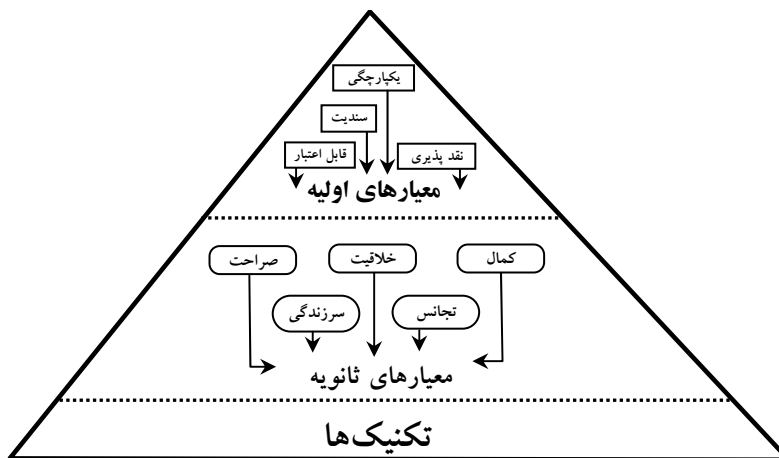 یکپارچگی
سندیت
قابل اعتبار
نقد پذیری
معیارهای اولیه
کمال
خلاقیت
صراحت
تجانس
سرزندگی
معیارهای ثانویه
تکنیک‌ها